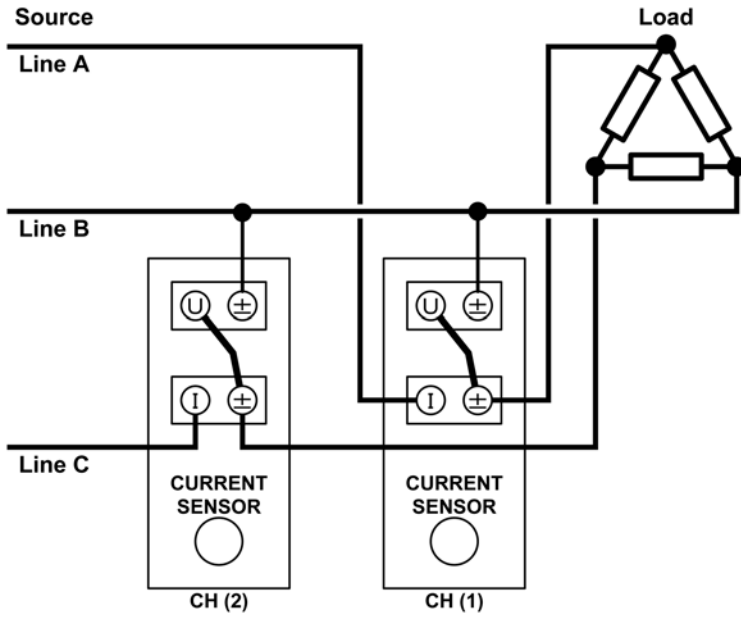 Source
Load
Line A
Line B
U ±
U ±
I ±
I ±
Line C
CURRENT
SENSOR
CURRENT
SENSOR
CH (2)
CH (1)